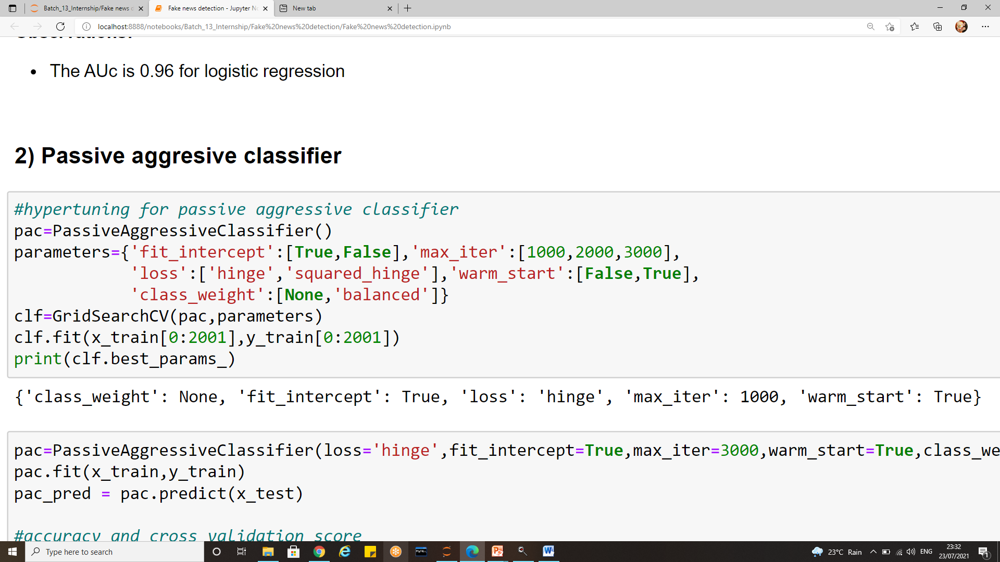 Batch_13_Internship/Fake news d
Fake news detection - Jupyter N
New tab
localhost:8888/notebooks/Batch_13_Internship/Fake%20news%20detection/Fake%20news%20detection.ipynb
Observations:
• The AUc is 0.96 for logistic regression
2) Passive aggresive classifier
#hypertuning for passive aggressive classifier
pac=PassiveAggressiveClassifier()
parameters={'fit_intercept':[True,False],'max_iter':[1000,2000,3000],
'loss':['hinge','squared_hinge'],'warm_start':[False,True],
'class_weight':[None,'balanced']}
clf=GridSearchCV(pac,parameters)
clf.fit(x_train[0:2001],y_train[0:2001])
print(clf.best_params_)
{'class_weight': None, 'fit_intercept': True, 'loss': 'hinge', 'max_iter': 1000, 'warm_start': True}
pac=PassiveAggressiveClassifier(loss='hinge',fit_intercept=True,max_iter=3000,warm_start=True,class_we
pac.fit(x_train,y_train)
pac_pred = pac.predict(x_test)
#accuracy and cross validation score
Type here to search
23°C Rain
ENG
23:32
23/07/2021
1